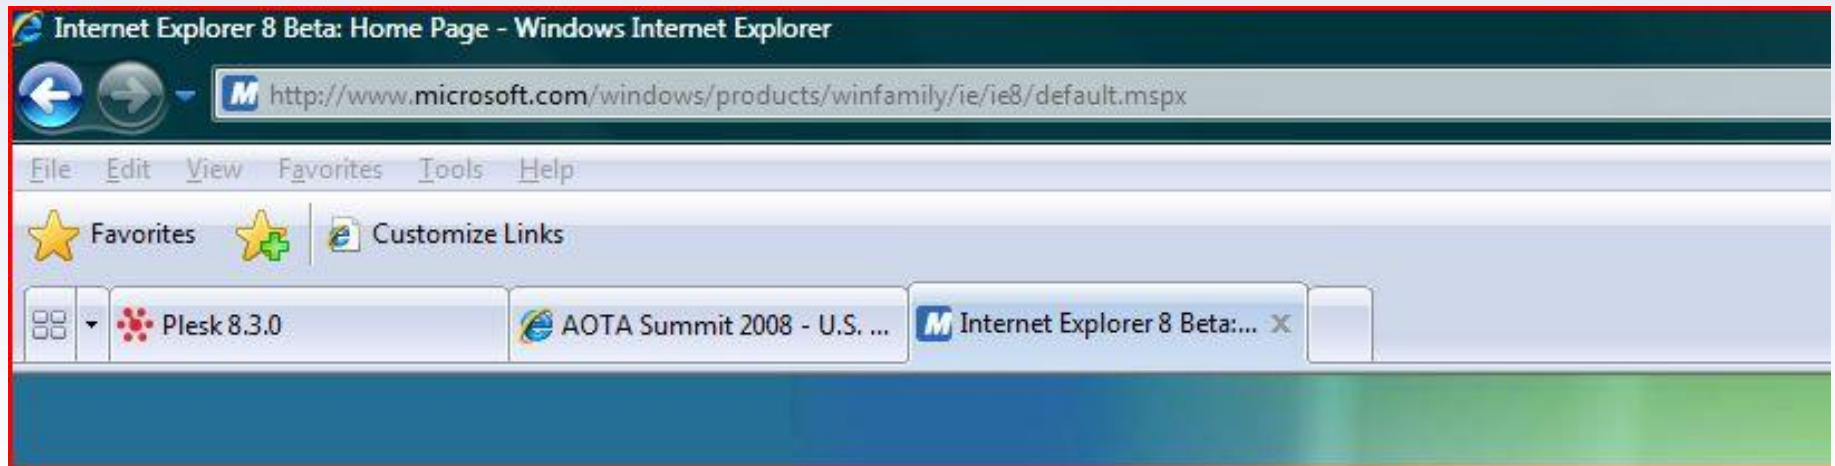 Internet Explorer 8 Beta: Home Page - Windows Internet Explorer
http://www.microsoft.com/windows/products/winfamily/ie/ie8/default.mspx
File Edit View Favorites Tools Help
Favorites Customize Links
Plesk 8.3.0 AOTA Summit 2008 - U.S. ... Internet Explorer 8 Beta:...